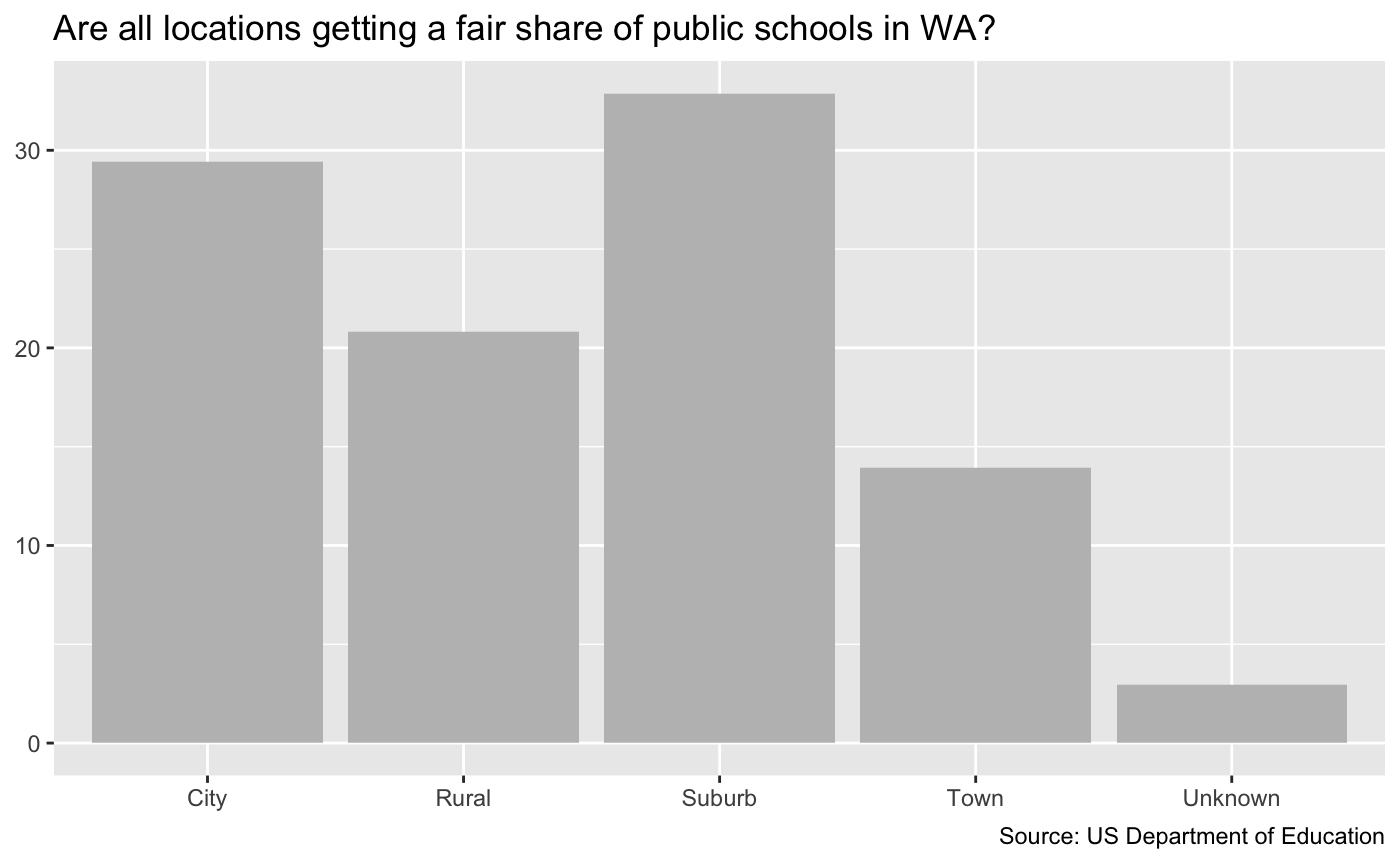 Are all locations getting a fair share of public schools in WA?
30
20
10
0
City Rural Suburb Town Unknown
Source: US Department of Education